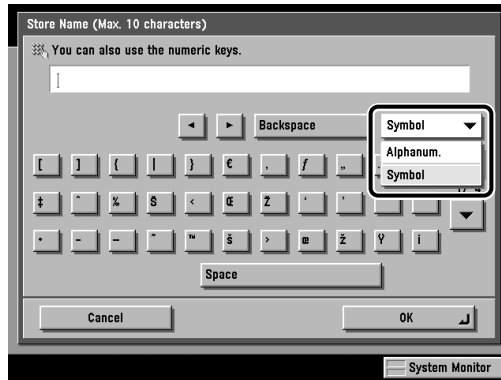 Store Name (Max. 10 characters)
You can also use the numeric keys.
◄ ► Backspace Symbol ▼
Alphanum.
Symbol
[ ] { | } € , ƒ „
‡ ˆ ‰ Š ‹ Œ Ž ‘ ’
• – — ˜ ™ š › œ ž Ÿ ¡
Space
Cancel OK
System Monitor